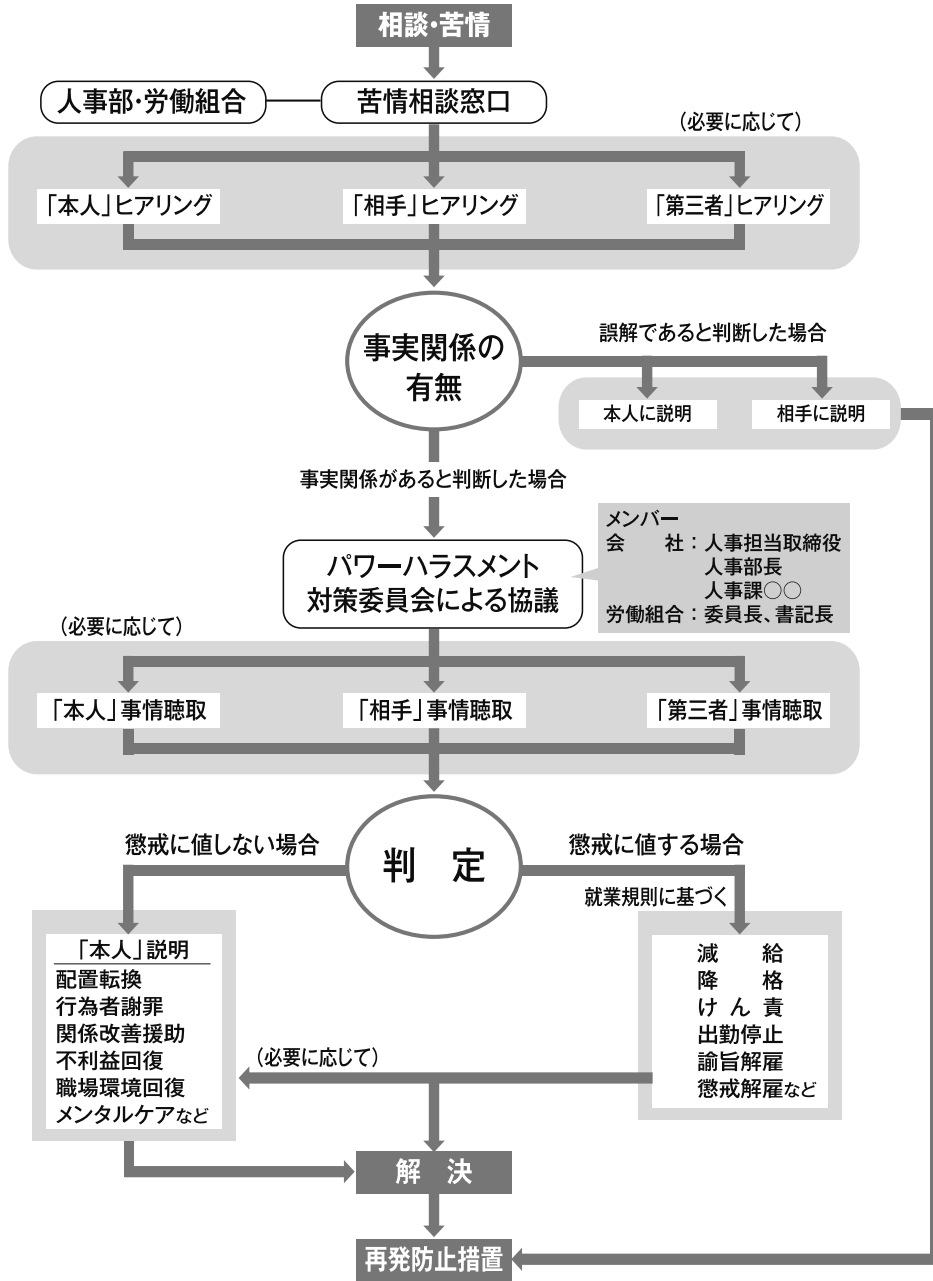 相談・苦情
人事部・労働組合
苦情相談窓口
（必要に応じて）
「本人」ヒアリング
「相手」ヒアリング
「第三者」ヒアリング
事実関係の
有無
誤解であると判断した場合
本人に説明
相手に説明
事実関係があると判断した場合
パワーハラスメント
対策委員会による協議
メンバー
会　　社：人事担当取締役
人事部長
人事課○○
労働組合：委員長、書記長
（必要に応じて）
「本人」事情聴取
「相手」事情聴取
「第三者」事情聴取
判　定
懲戒に値しない場合
懲戒に値する場合
就業規則に基づく
「本人」説明
配置転換
行為者謝罪
関係改善援助
不利益回復
職場環境回復
メンタルケアなど
減　　給
降　　格
けん責
出勤停止
諭旨解雇
懲戒解雇など
（必要に応じて）
解　決
再発防止措置